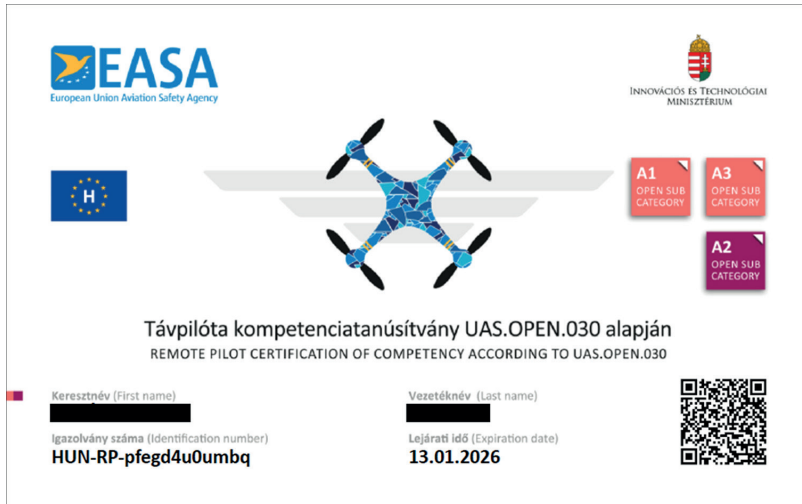 EASA
European Union Aviation Safety Agency
INNOVÁCIÓS ÉS TECHNOLÓGIAI
MINISZTÉRIUM
H
A1
OPEN SUB
CATEGORY
A3
OPEN SUB
CATEGORY
A2
OPEN SUB
CATEGORY
Távpilóta kompetenciatanúsítvány UAS.OPEN.030 alapján
REMOTE PILOT CERTIFICATION OF COMPETENCY ACCORDING TO UAS.OPEN.030
Keresztnév (First name)
Vezetéknév (Last name)
Igazolvány száma (Identification number)
HUN-RP-pfegd4u0umbq
Lejárati idő (Expiration date)
13.01.2026